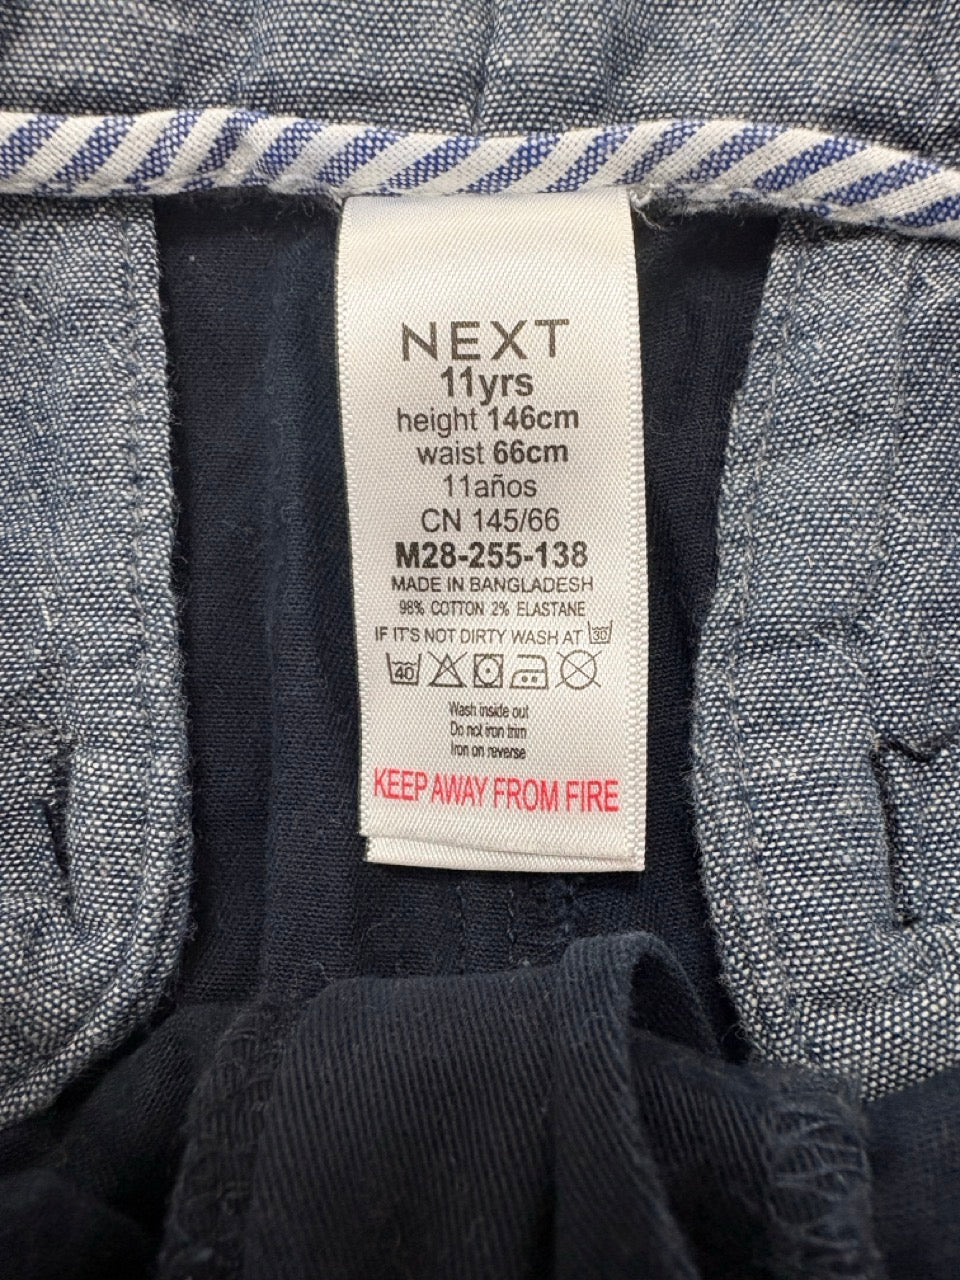 NEXT
11yrs
height 146cm
waist 66cm
11años
CN 145/66
M28-255-138
MADE IN BANGLADESH
98% COTTON 2% ELASTANE
IF IT'S NOT DIRTY WASH AT 30
40
Wash inside out
Do not iron trim
Iron on reverse
KEEP AWAY FROM FIRE